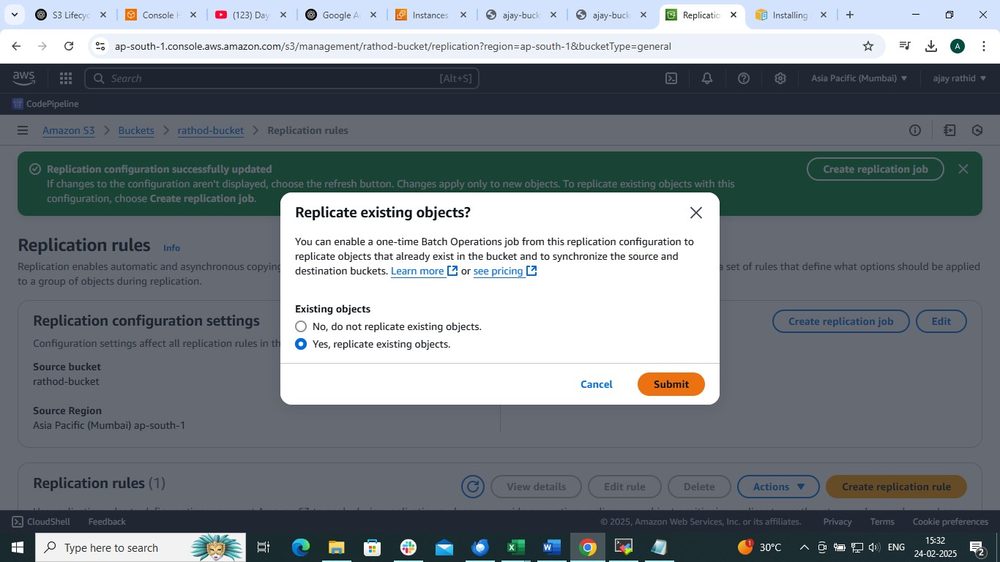 S3 Lifecyc
Console H
(123) Day
Google A
Instances
ajay-buck
ajay-buck
Replicatio
Installing
ap-south-1.console.aws.amazon.com/s3/management/rathod-bucket/replication?region=ap-south-1&bucketType=general
A
aws
Search
[Alt+S]
Asia Pacific (Mumbai)
ajay rathid
CodePipeline
Amazon S3
Buckets
rathod-bucket
Replication rules
Replication configuration successfully updated
If changes to the configuration aren't displayed, choose the refresh button. Changes apply only to new objects. To replicate existing objects with this
configuration, choose Create replication job.
Create replication job
Replicate existing objects?
You can enable a one-time Batch Operations job from this replication configuration to
replicate objects that already exist in the bucket and to synchronize the source and
destination buckets. Learn more or see pricing
Existing objects
No, do not replicate existing objects.
Yes, replicate existing objects.
Cancel
Submit
Replication rules
Info
Replication enables automatic and asynchronous copying
a set of rules that define what options should be applied
to a group of objects during replication.
Replication configuration settings
Create replication job
Edit
Configuration settings affect all replication rules in th
Source bucket
rathod-bucket
Source Region
Asia Pacific (Mumbai) ap-south-1
Replication rules (1)
View details
Edit rule
Delete
Actions
Create replication rule
CloudShell
Feedback
© 2025, Amazon Web Services, Inc. or its affiliates.
Privacy
Terms
Cookie preferences
Type here to search
1
30°C
ENG
15:32
24-02-2025
2